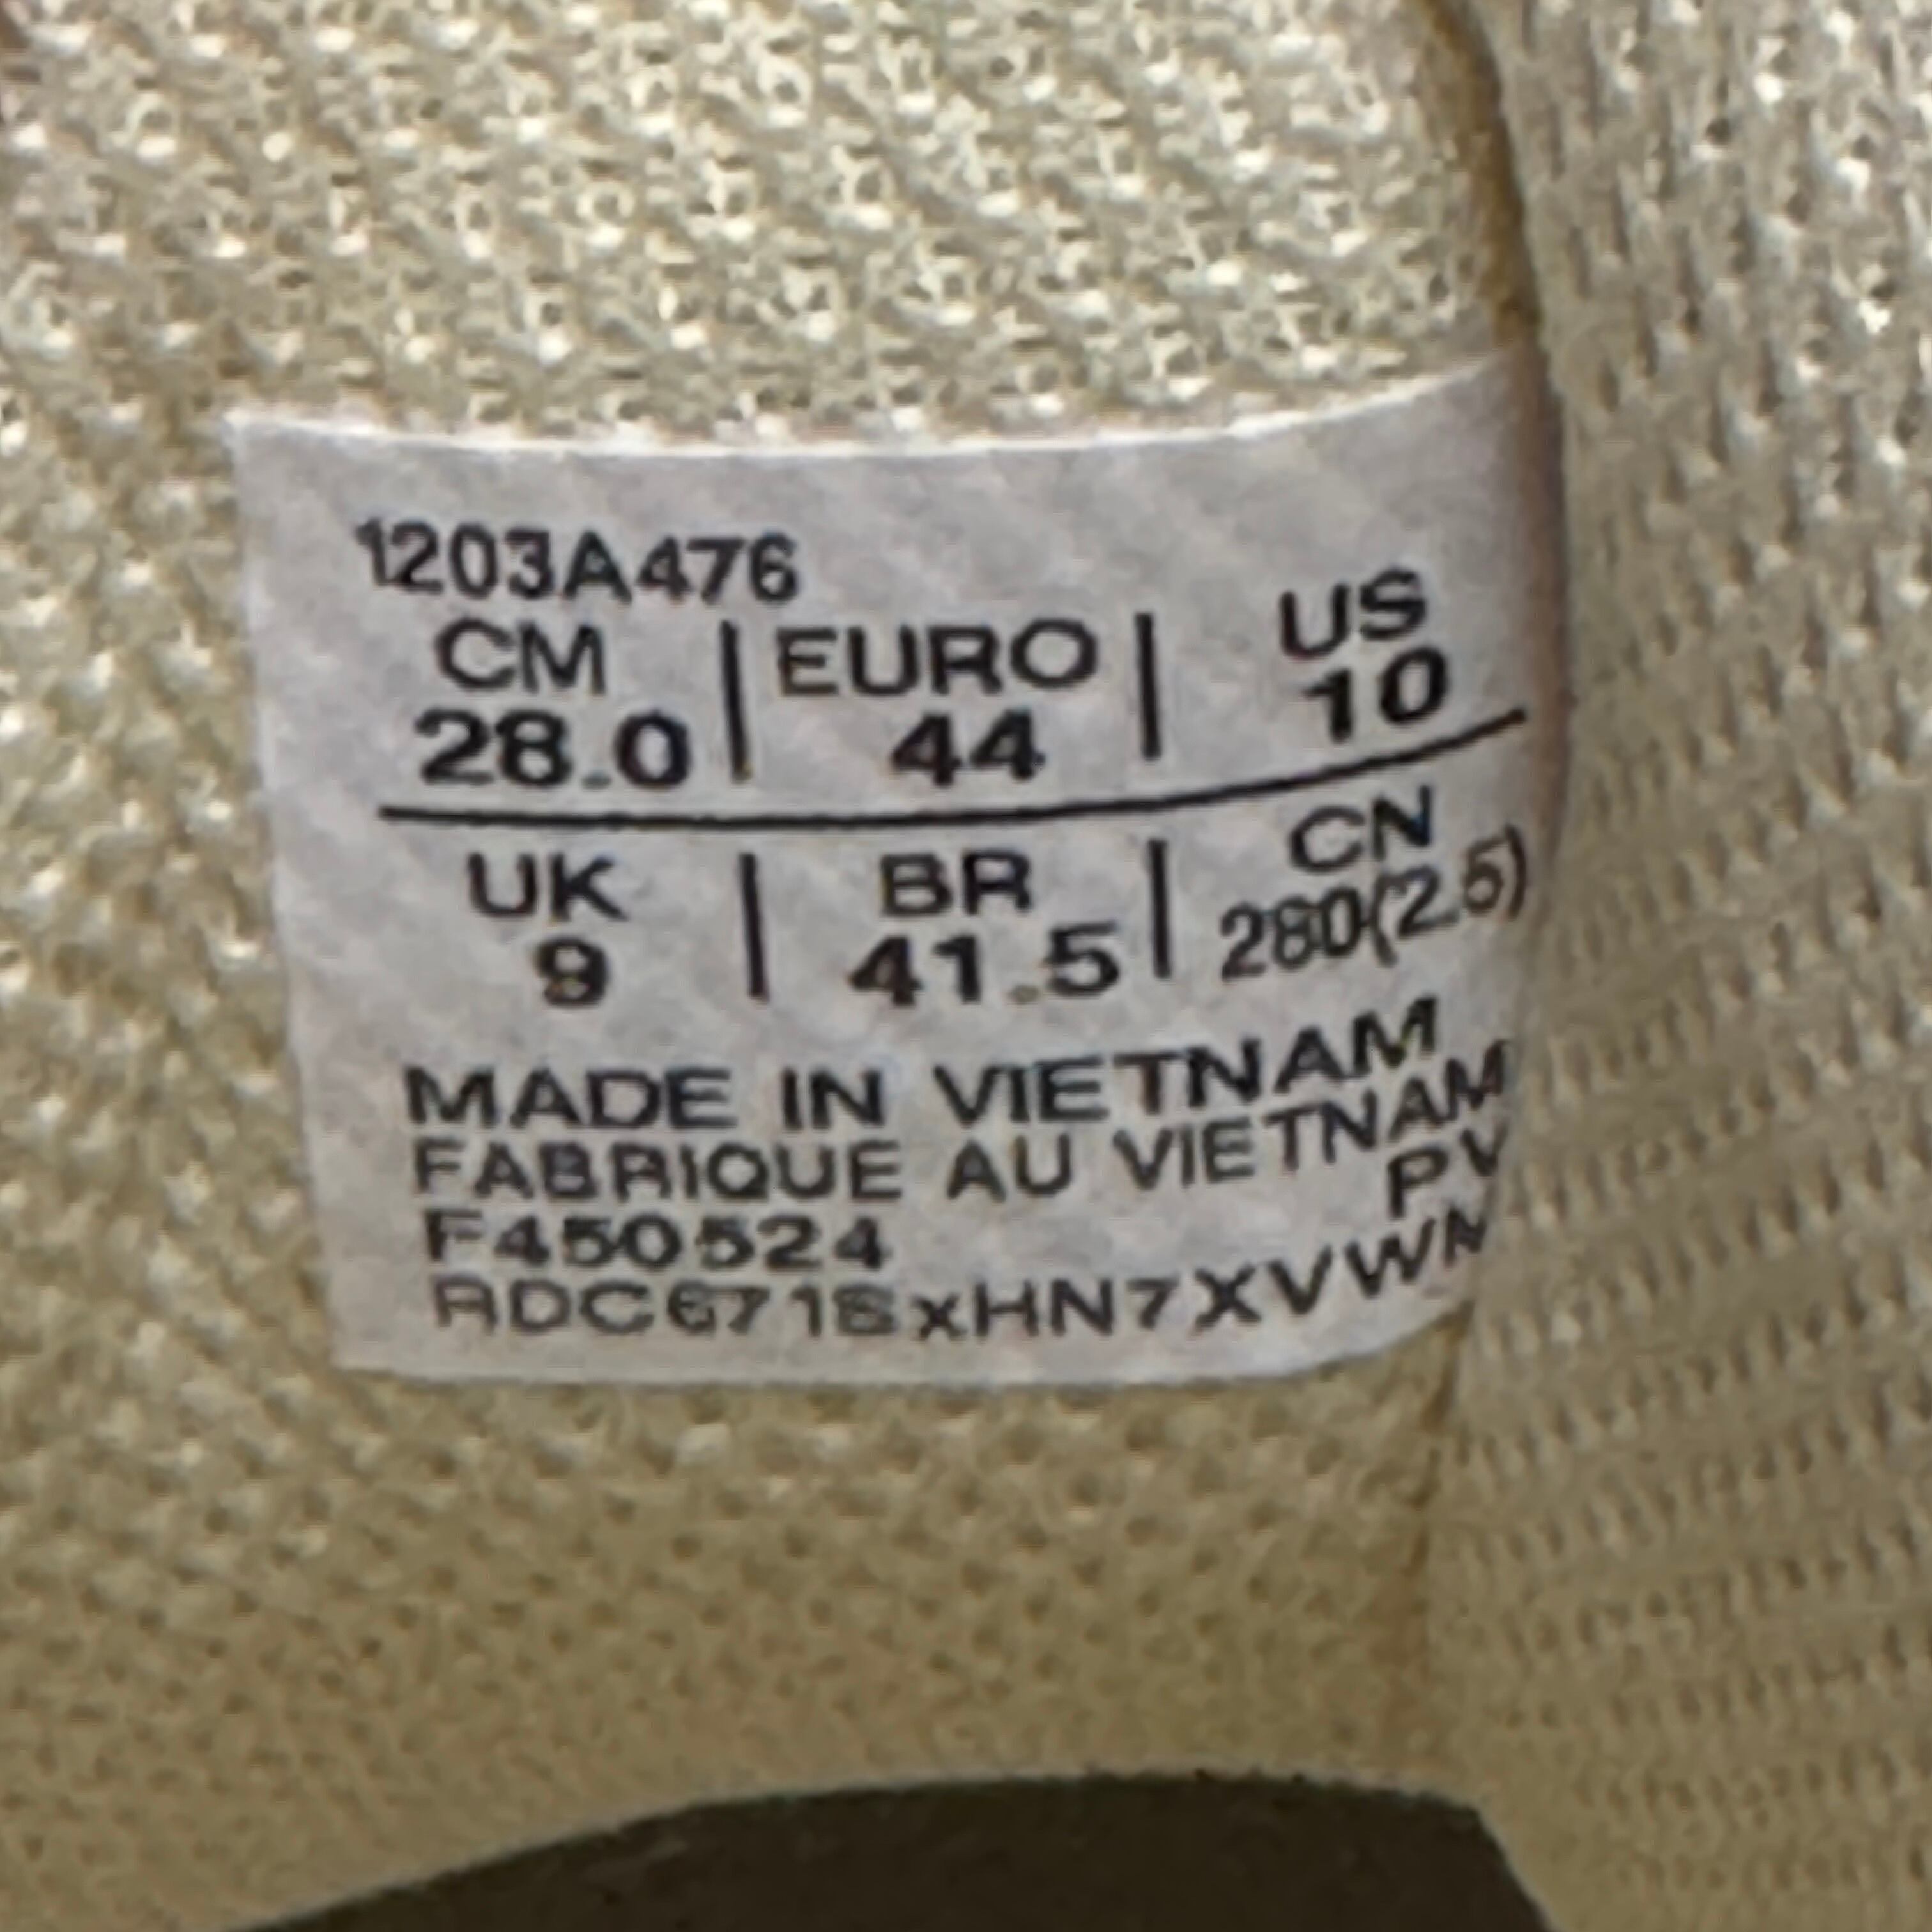 1203A476
CM | EURO | US
28.0 | 44 | 10
UK | BR | CN
9 | 41.5 | 280(2.5)
MADE IN VIETNAM
FABRIQUE AU VIETNAM
PV
F450524